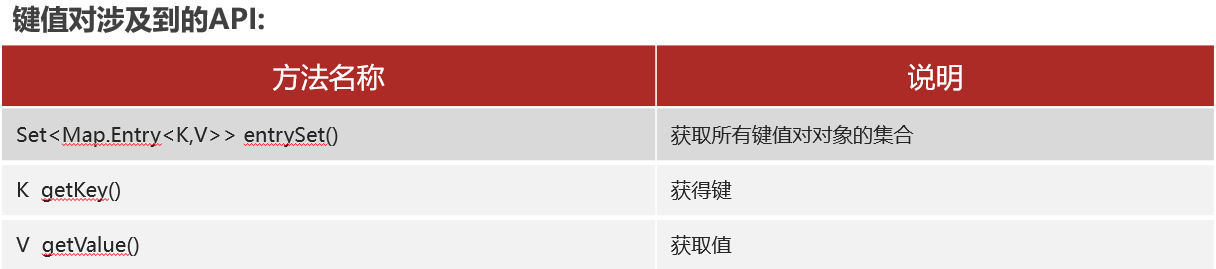 键值对涉及到的API:
方法名称 说明
Set<Map.Entry<K,V>> entrySet() 获取所有键值对对象的集合
K getKey() 获得键
V getValue() 获取值